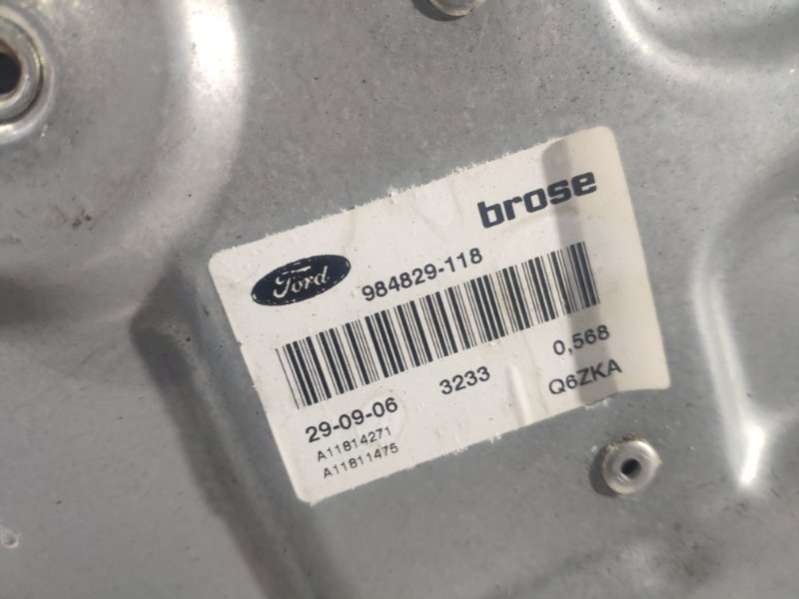 brose
Ford
984829-118
29-09-06 3233 0,568
A11814271 Q6ZKA
A11811475